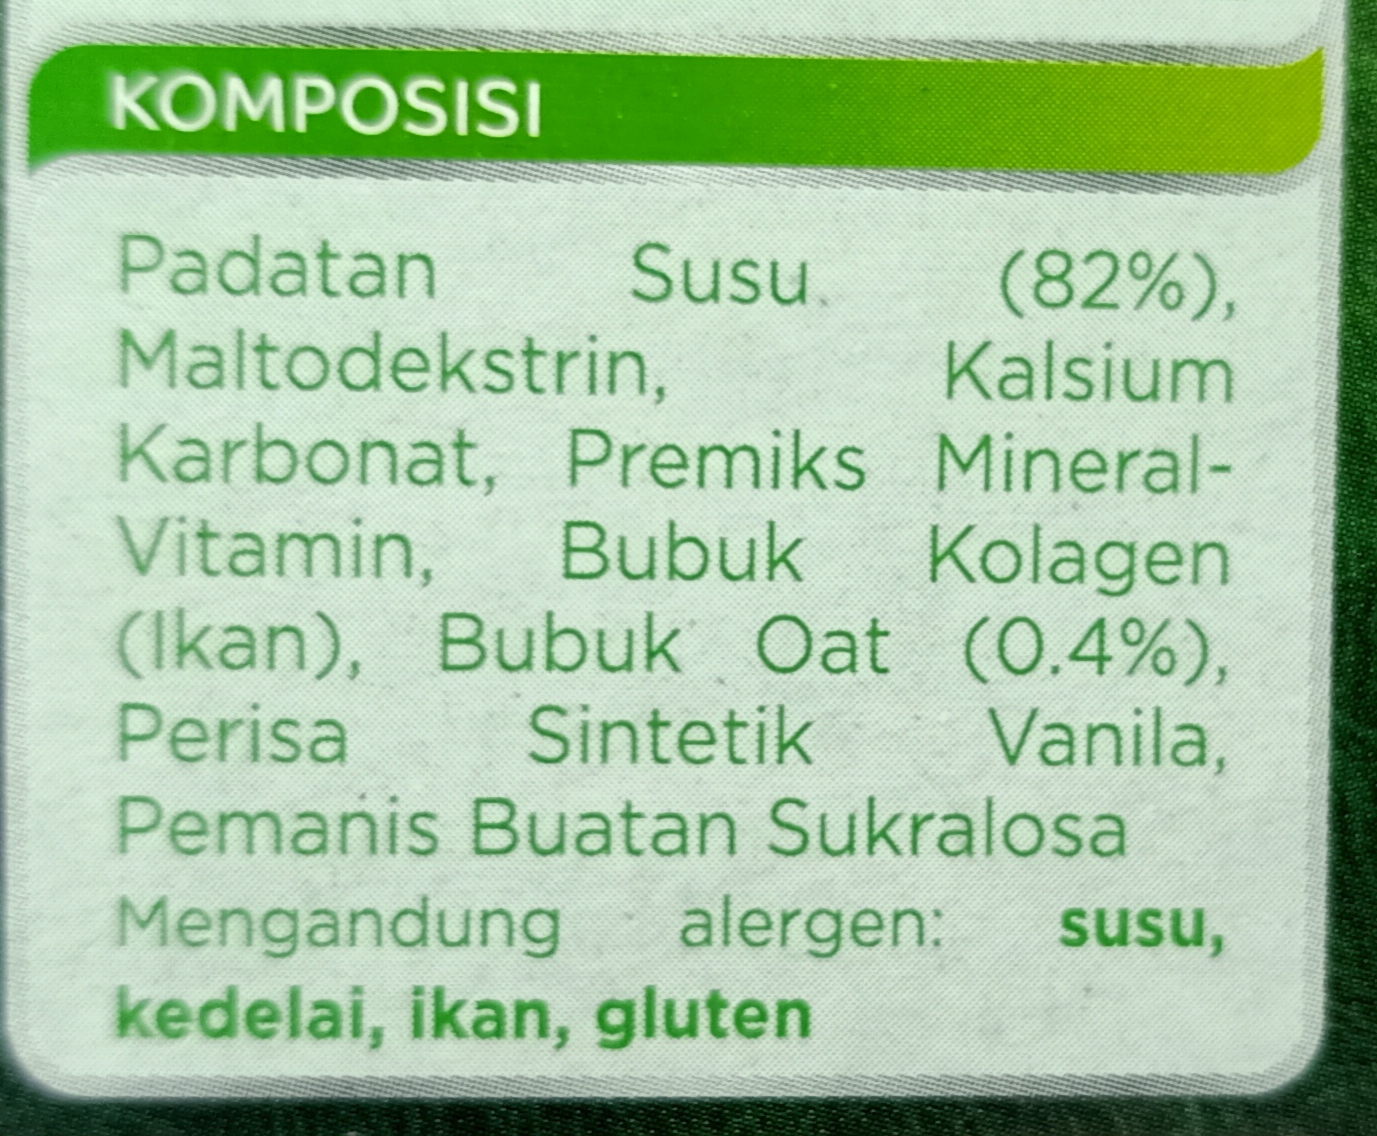 KOMPOSISI
Padatan Susu (82%),
Maltodekstrin, Kalsium
Karbonat, Premiks Mineral-
Vitamin, Bubuk Kolagen
(Ikan), Bubuk Oat (0.4%),
Perisa Sintetik Vanila,
Pemanis Buatan Sukralosa
Mengandung alergen: susu,
kedelai, ikan, gluten